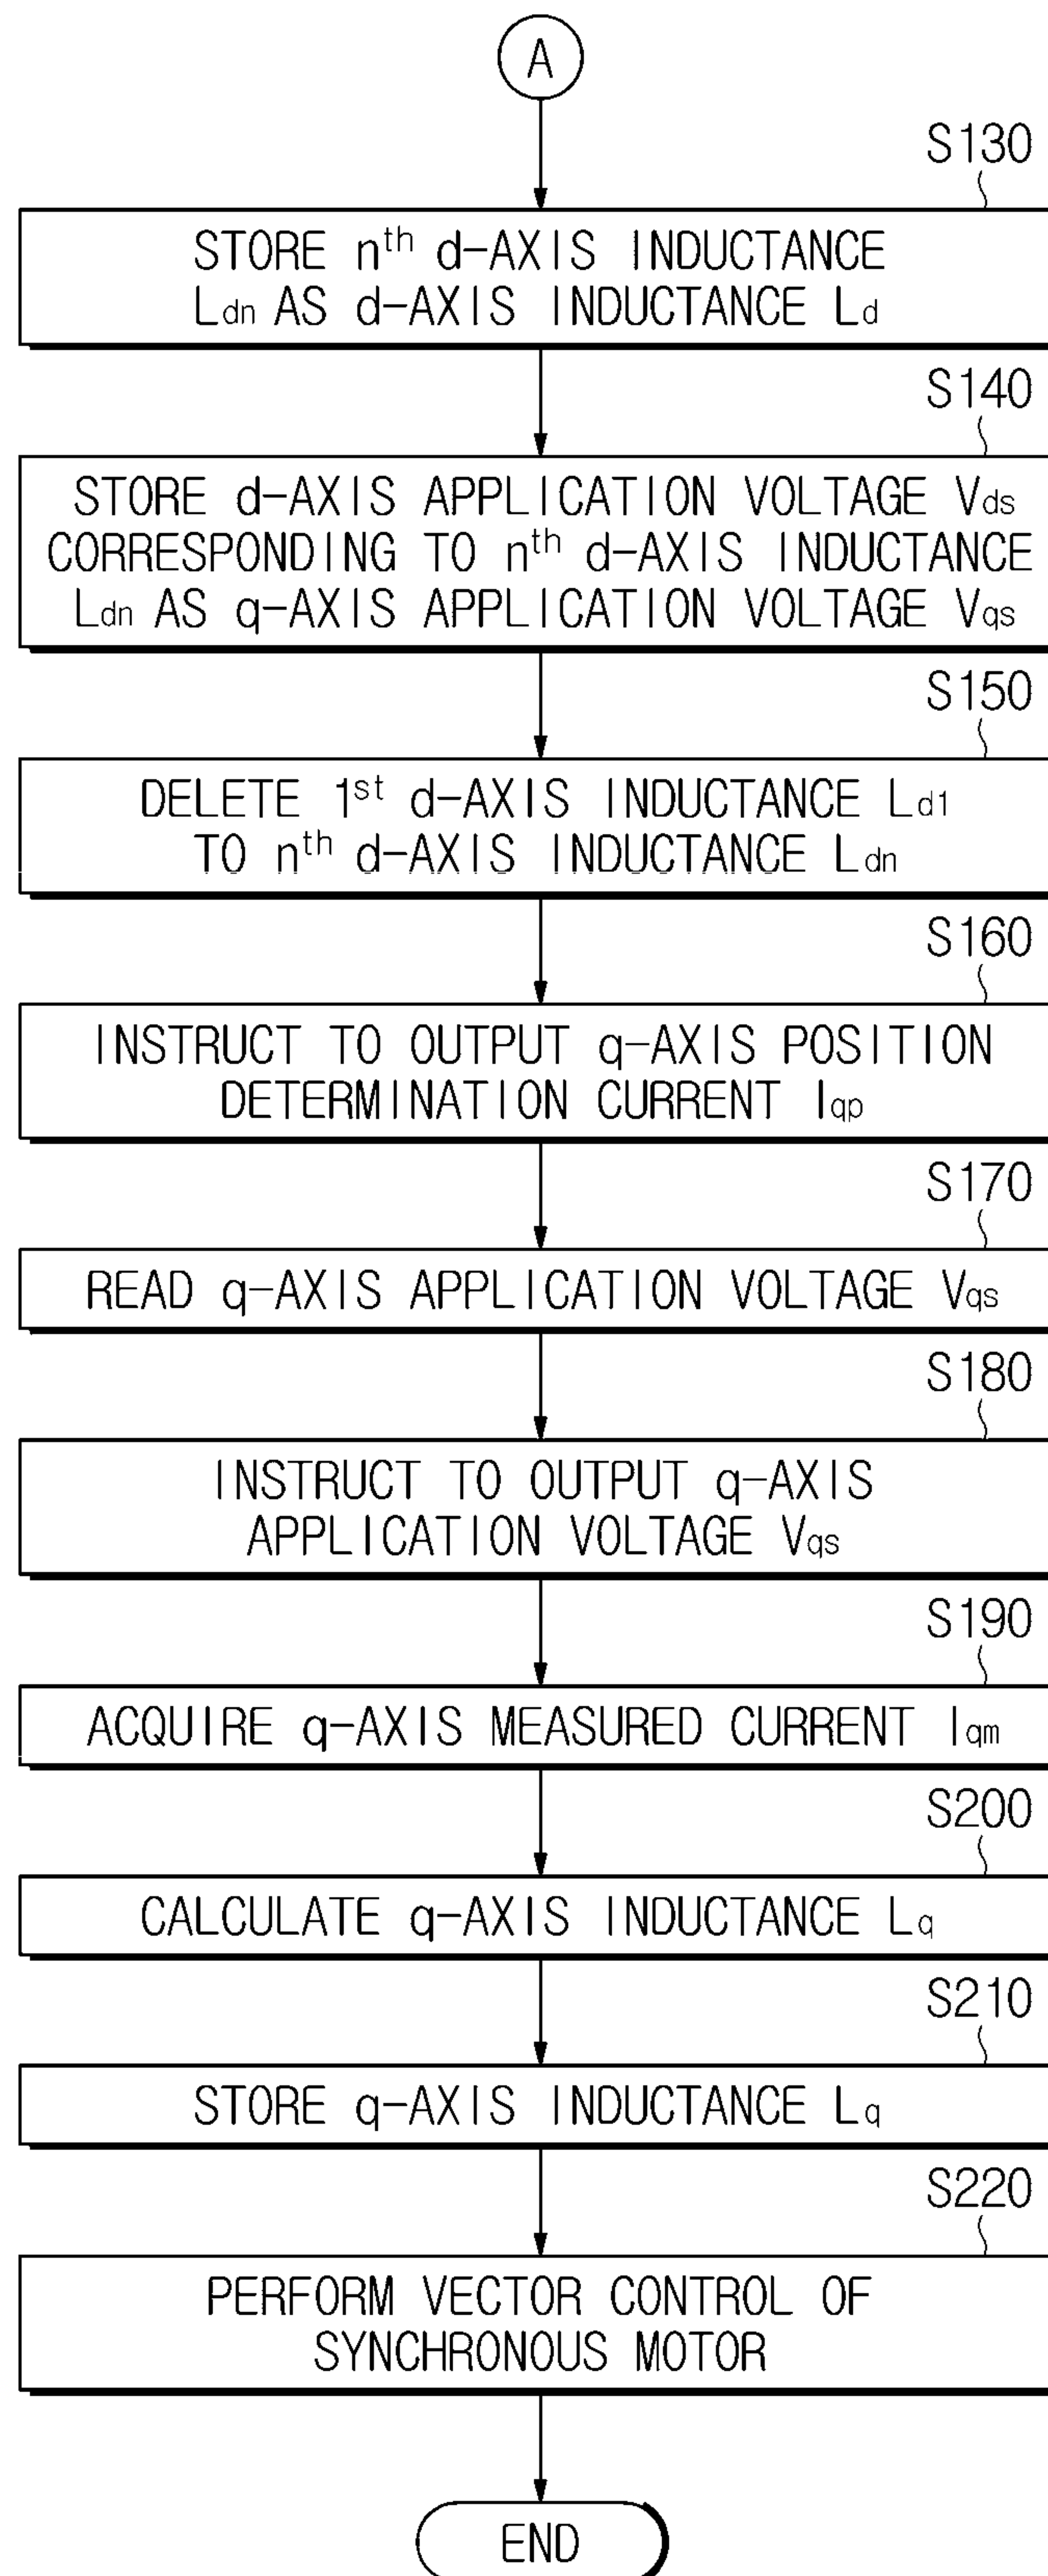 A
S130
STORE nth d-AXIS INDUCTANCE
Ldn AS d-AXIS INDUCTANCE Ld
S140
STORE d-AXIS APPLICATION VOLTAGE Vds
CORRESPONDING TO nth d-AXIS INDUCTANCE
Ldn AS q-AXIS APPLICATION VOLTAGE Vqs
S150
DELETE 1st d-AXIS INDUCTANCE Ld1
TO nth d-AXIS INDUCTANCE Ldn
S160
INSTRUCT TO OUTPUT q-AXIS POSITION
DETERMINATION CURRENT Iqp
S170
READ q-AXIS APPLICATION VOLTAGE Vqs
S180
INSTRUCT TO OUTPUT q-AXIS
APPLICATION VOLTAGE Vqs
S190
ACQUIRE q-AXIS MEASURED CURRENT Iqm
S200
CALCULATE q-AXIS INDUCTANCE Lq
S210
STORE q-AXIS INDUCTANCE Lq
S220
PERFORM VECTOR CONTROL OF
SYNCHRONOUS MOTOR
END